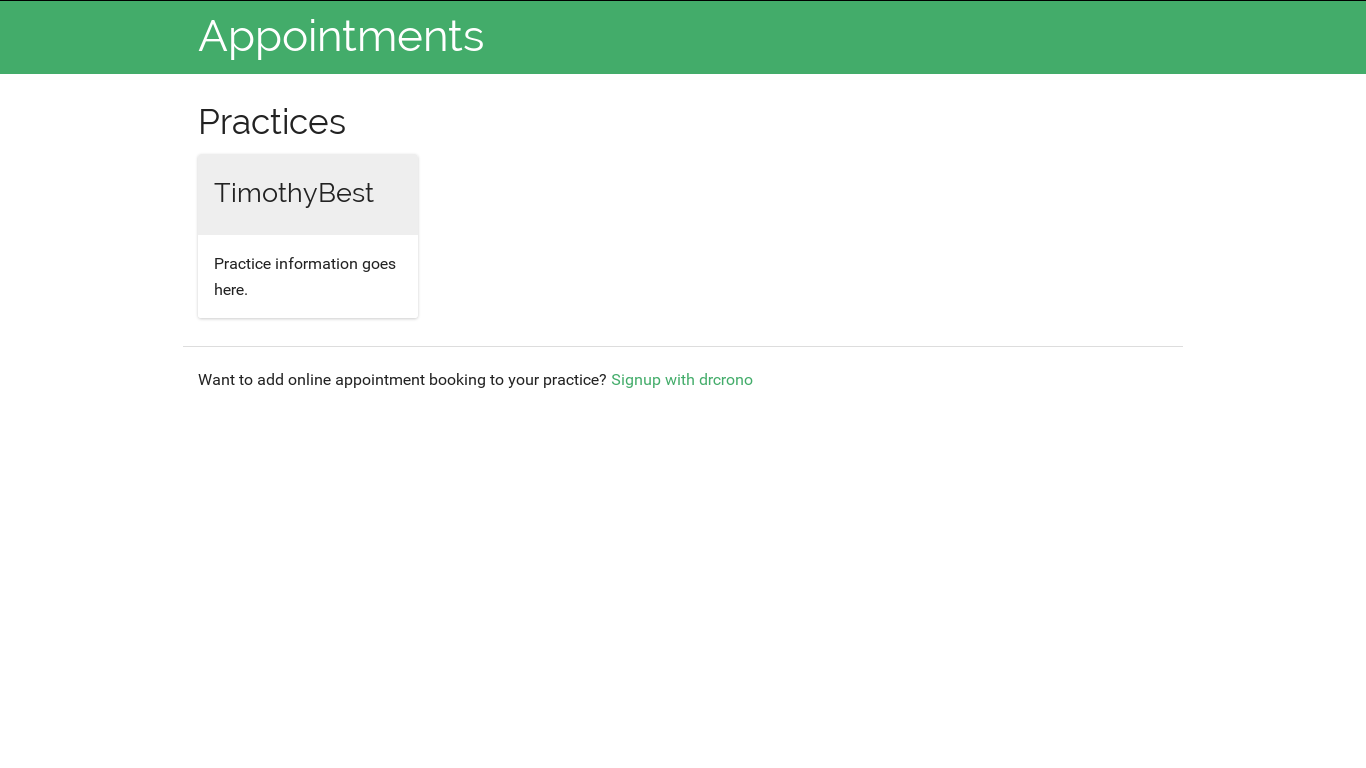 Appointments
Practices
TimothyBest
Practice information goes
here.
Want to add online appointment booking to your practice? Signup with drcrono